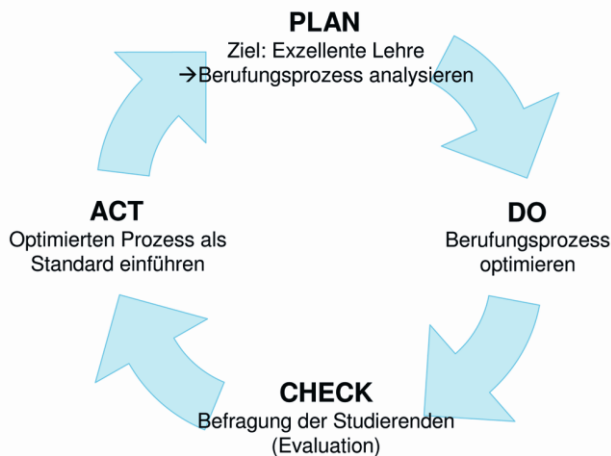 PLAN
Ziel: Exzellente Lehre
→Berufungsprozess analysieren
DO
Berufungsprozess
optimieren
CHECK
Befragung der Studierenden
(Evaluation)
ACT
Optimierten Prozess als
Standard einführen